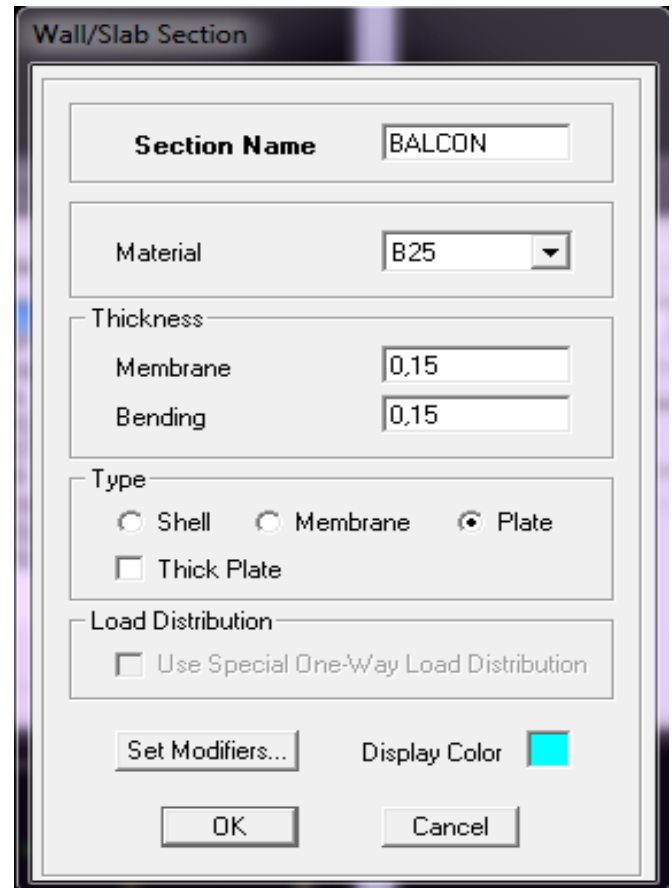 Wall/Slab Section
Section Name BALCON
Material B25
Thickness
Membrane 0,15
Bending 0,15
Type
Shell Membrane Plate
Thick Plate
Load Distribution
Use Special One-Way Load Distribution
Set Modifiers... Display Color
OK Cancel